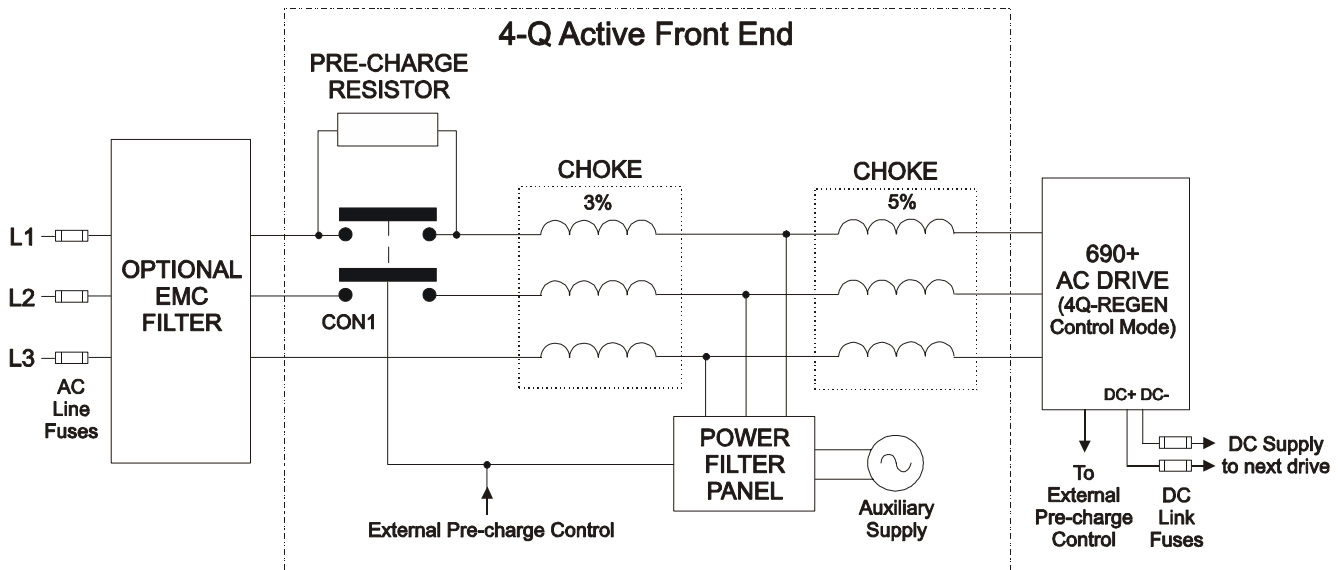 4-Q Active Front End
PRE-CHARGE
RESISTOR
CHOKE
3%
CHOKE
5%
L1
L2
L3
AC
Line
Fuses
OPTIONAL
EMC
FILTER
CON1
690+
AC DRIVE
(4Q-REGEN
Control Mode)
DC+ DC-
POWER
FILTER
PANEL
Auxiliary
Supply
External Pre-charge Control
To
External
Pre-charge
Control
DC
Link
Fuses
DC Supply
to next drive